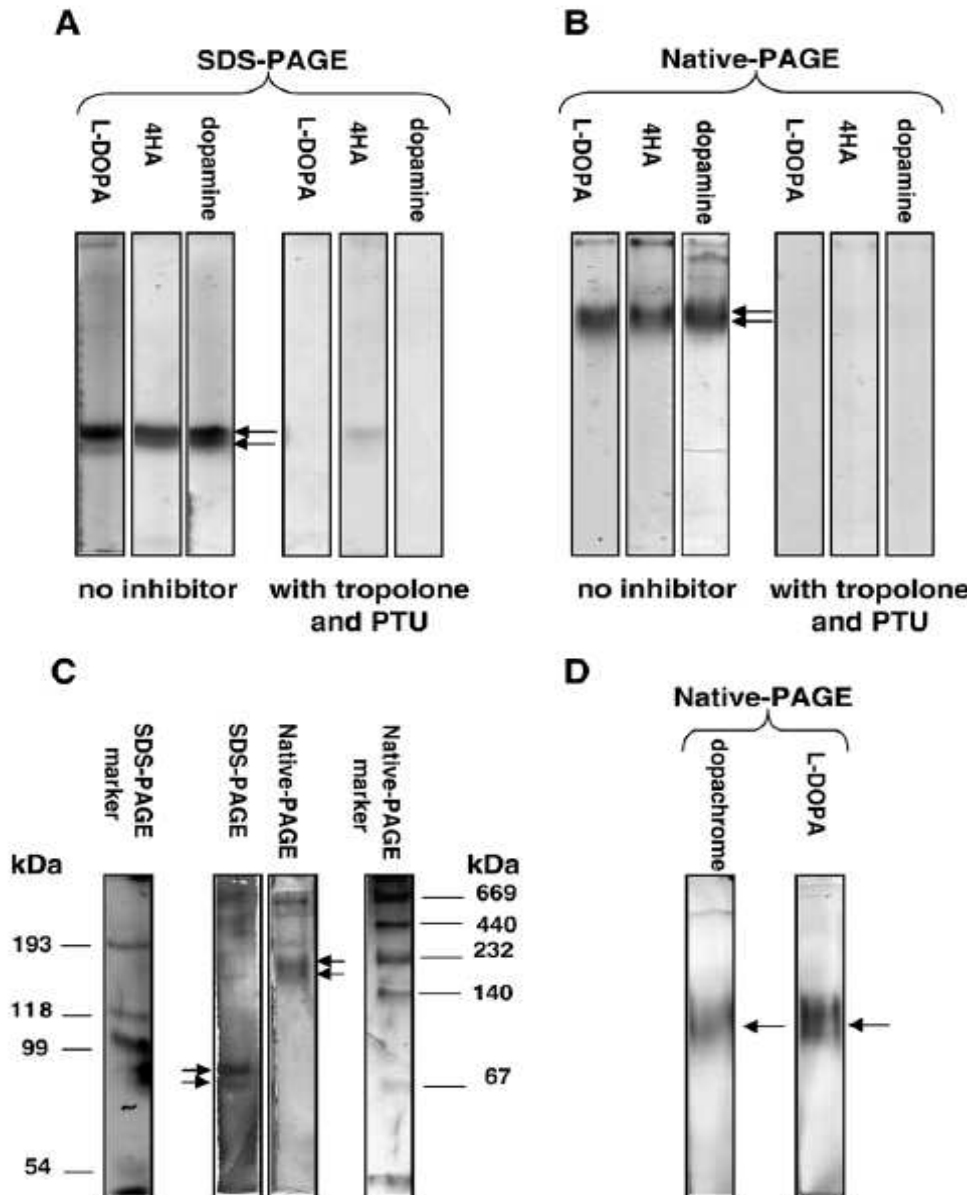 A
SDS-PAGE
L-DOPA
4HA
dopamine
L-DOPA
4HA
dopamine
no inhibitor
with tropolone
and PTU
B
Native-PAGE
L-DOPA
4HA
dopamine
L-DOPA
4HA
dopamine
no inhibitor
with tropolone
and PTU
C
SDS-PAGE
marker
SDS-PAGE
Native-PAGE
Native-PAGE
marker
kDa
193
118
99
54
kDa
669
440
232
140
67
D
Native-PAGE
dopachrome
L-DOPA